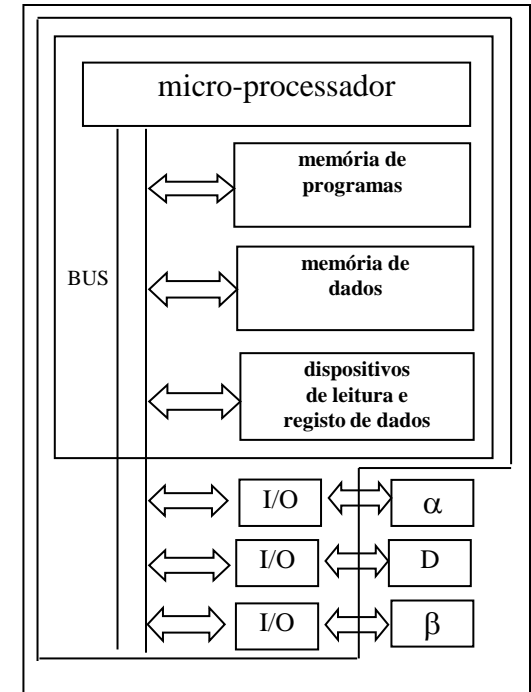 micro-processador
memória de
programas
BUS
memória de
dados
dispositivos
de leitura e
registo de dados
I/O
α
I/O
D
I/O
β